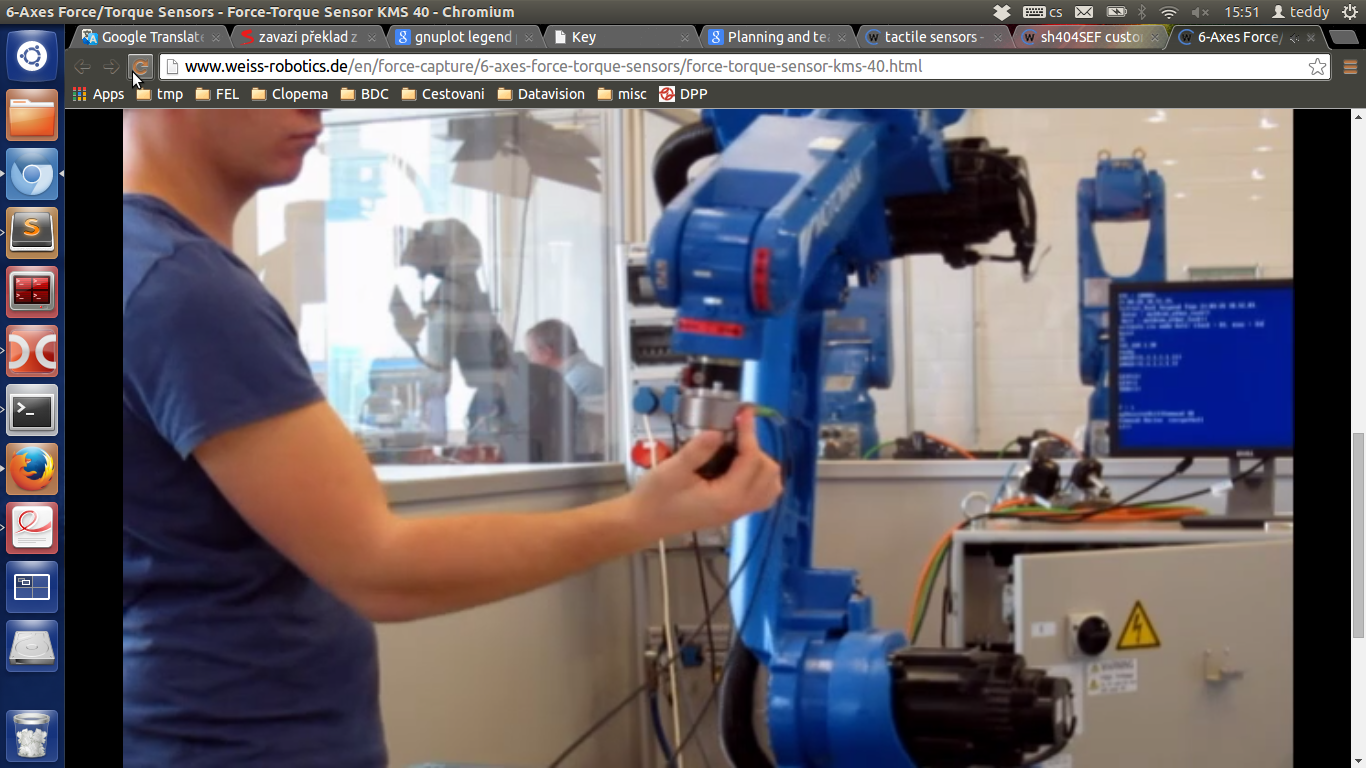 6-Axes Force/Torque Sensors - Force-Torque Sensor KMS 40 - Chromium
cs
15:51
teddy
Google Translate
zavazi překlad z
gnuplot legend
Key
Planning and te
tactile sensors -
sh404SEF custo
6-Axes Force/
www.weiss-robotics.de/en/force-capture/6-axes-force-torque-sensors/force-torque-sensor-kms-40.html
Apps
tmp
FEL
Clopema
BDC
Cestovani
Datavision
misc
DPP
MOTOMAN
WARNING